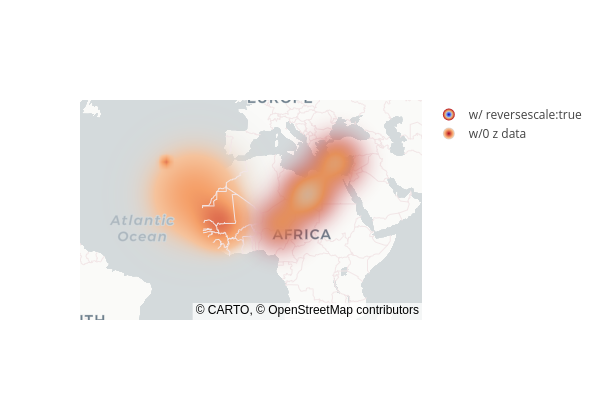 EUROPE
Atlantic
Ocean
AFRICA
© CARTO, © OpenStreetMap contributors
w/ reversescale:true
w/0 z data